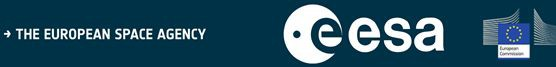 → THE EUROPEAN SPACE AGENCY
esa
European
Commission